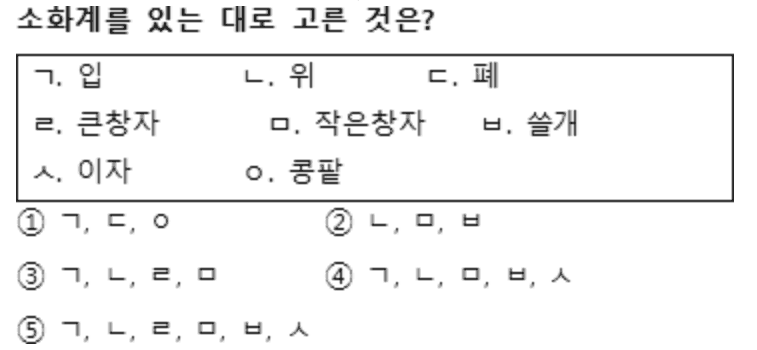 소화계를 있는 대로 고른 것은?
ㄱ. 입 ㄴ. 위 ㄷ. 폐
ㄹ. 큰창자 ㅁ. 작은창자 ㅂ. 쓸개
ㅅ. 이자 ㅇ. 콩팥
① ㄱ, ㄷ, ㅇ ② ㄴ, ㅁ, ㅂ
③ ㄱ, ㄴ, ㄹ, ㅁ ④ ㄱ, ㄴ, ㅁ, ㅂ, ㅅ
⑤ ㄱ, ㄴ, ㄹ, ㅁ, ㅂ, ㅅ